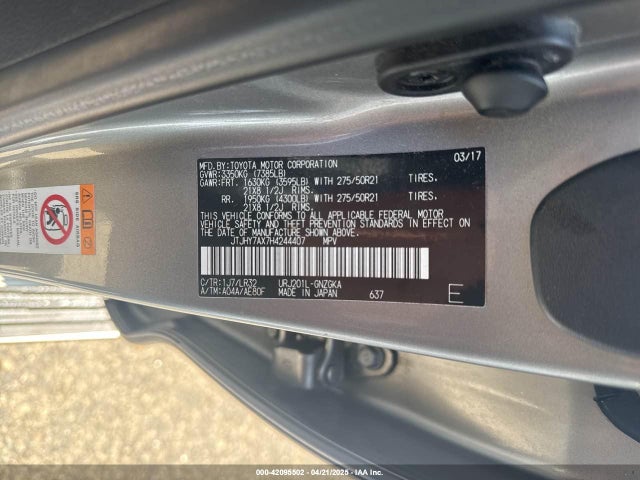 03/17
MFD.BY:TOYOTA MOTOR CORPORATION
GVWR:3350KG (7385LB)
GAWR:FRT. 1630KG (3595LB) WITH 275/50R21 TIRES.
21X8 1/2J RIMS.
RR. 1950KG (4300LB) WITH 275/50R21 TIRES.
21X8 1/2J RIMS.
THIS VEHICLE CONFORMS TO ALL APPLICABLE FEDERAL MOTOR
VEHICLE SAFETY AND THEFT PREVENTION STANDARDS IN EFFECT ON
THE DATE OF MANUFACTURE SHOWN ABOVE.
JTJHY7AX7H4244407 MPV
C/TR:1J7/LR32 URJ201L-GNZGKA
A/TM:A04A/AE80F MADE IN JAPAN 637 E
SRS SIDE AIRBAG
000-42095502 - 04/21/2025 - IAA Inc.